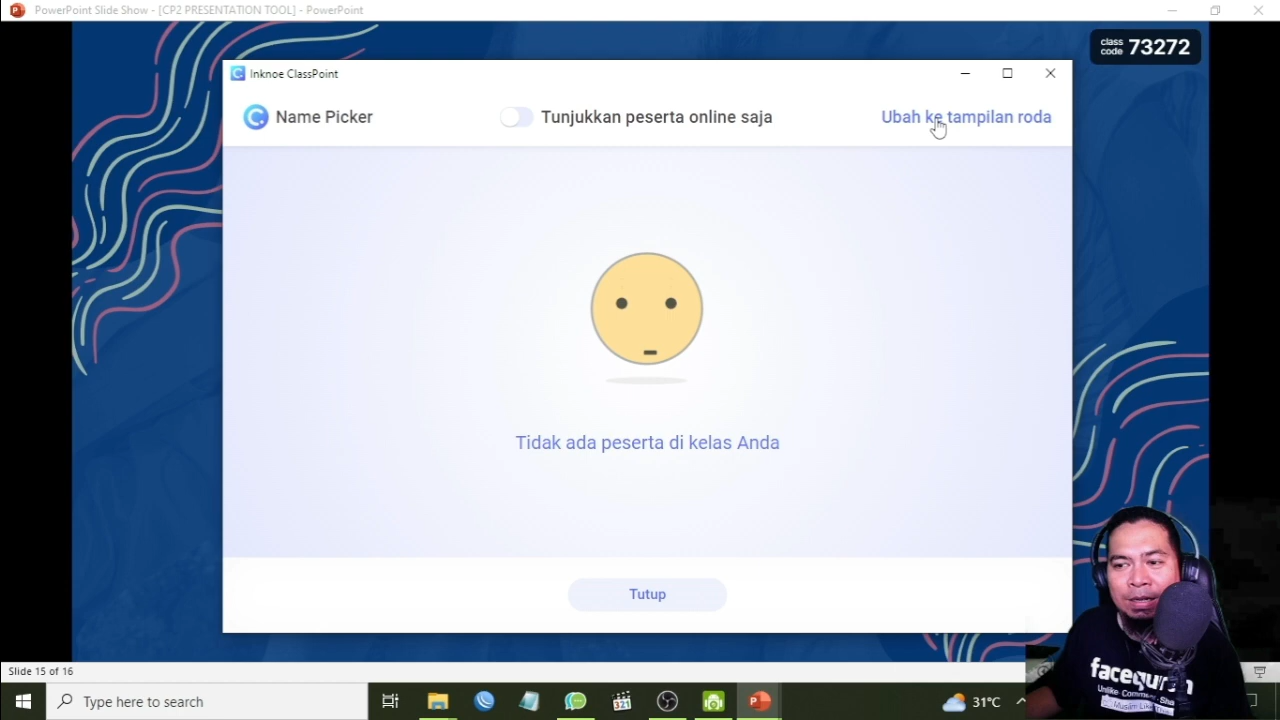 PowerPoint Slide Show - [CP2 PRESENTATION TOOL] - PowerPoint
class code 73272
Inknoe ClassPoint
Name Picker
Tunjukkan peserta online saja
Ubah ke tampilan roda
Tidak ada peserta di kelas Anda
Tutup
Slide 15 of 16
Type here to search
321
31°C
facequran